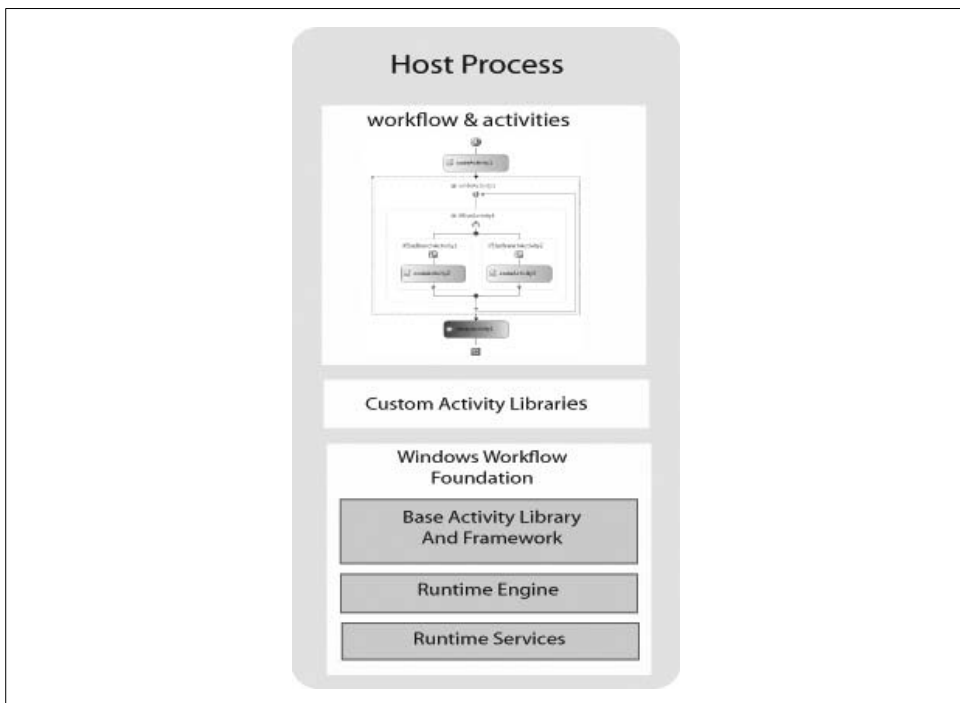 Host Process
workflow & activities
Custom Activity Libraries
Windows Workflow
Foundation
Base Activity Library
And Framework
Runtime Engine
Runtime Services